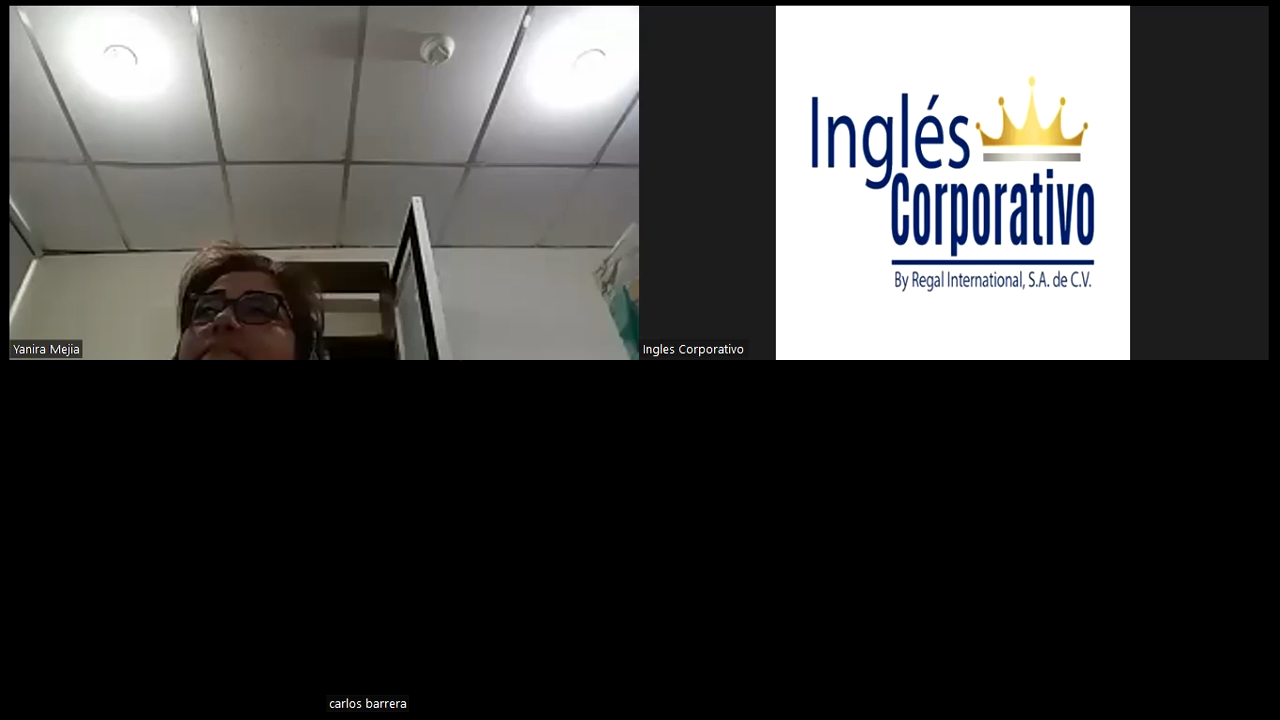 Inglés
Corporativo
By Regal International, S.A. de C.V.
Yanira Mejia
Ingles Corporativo
carlos barrera